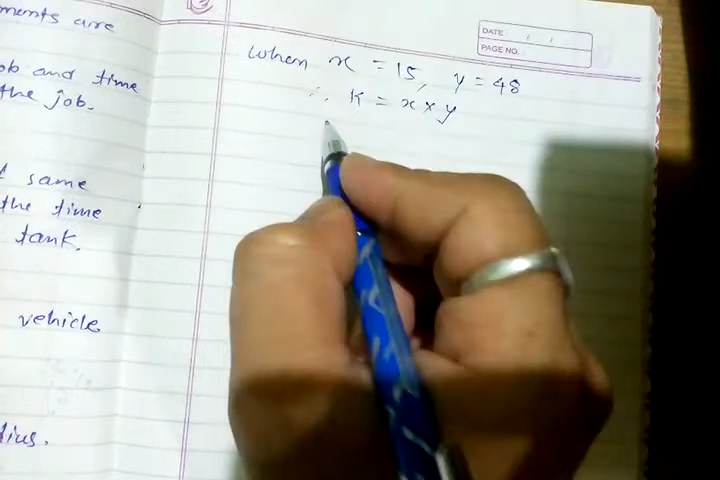 ments are
ob and time
the job.
same
the time
tank.
vehicle
dius.
DATE
PAGE NO.
When x = 15, y = 48
∴ K = x × y